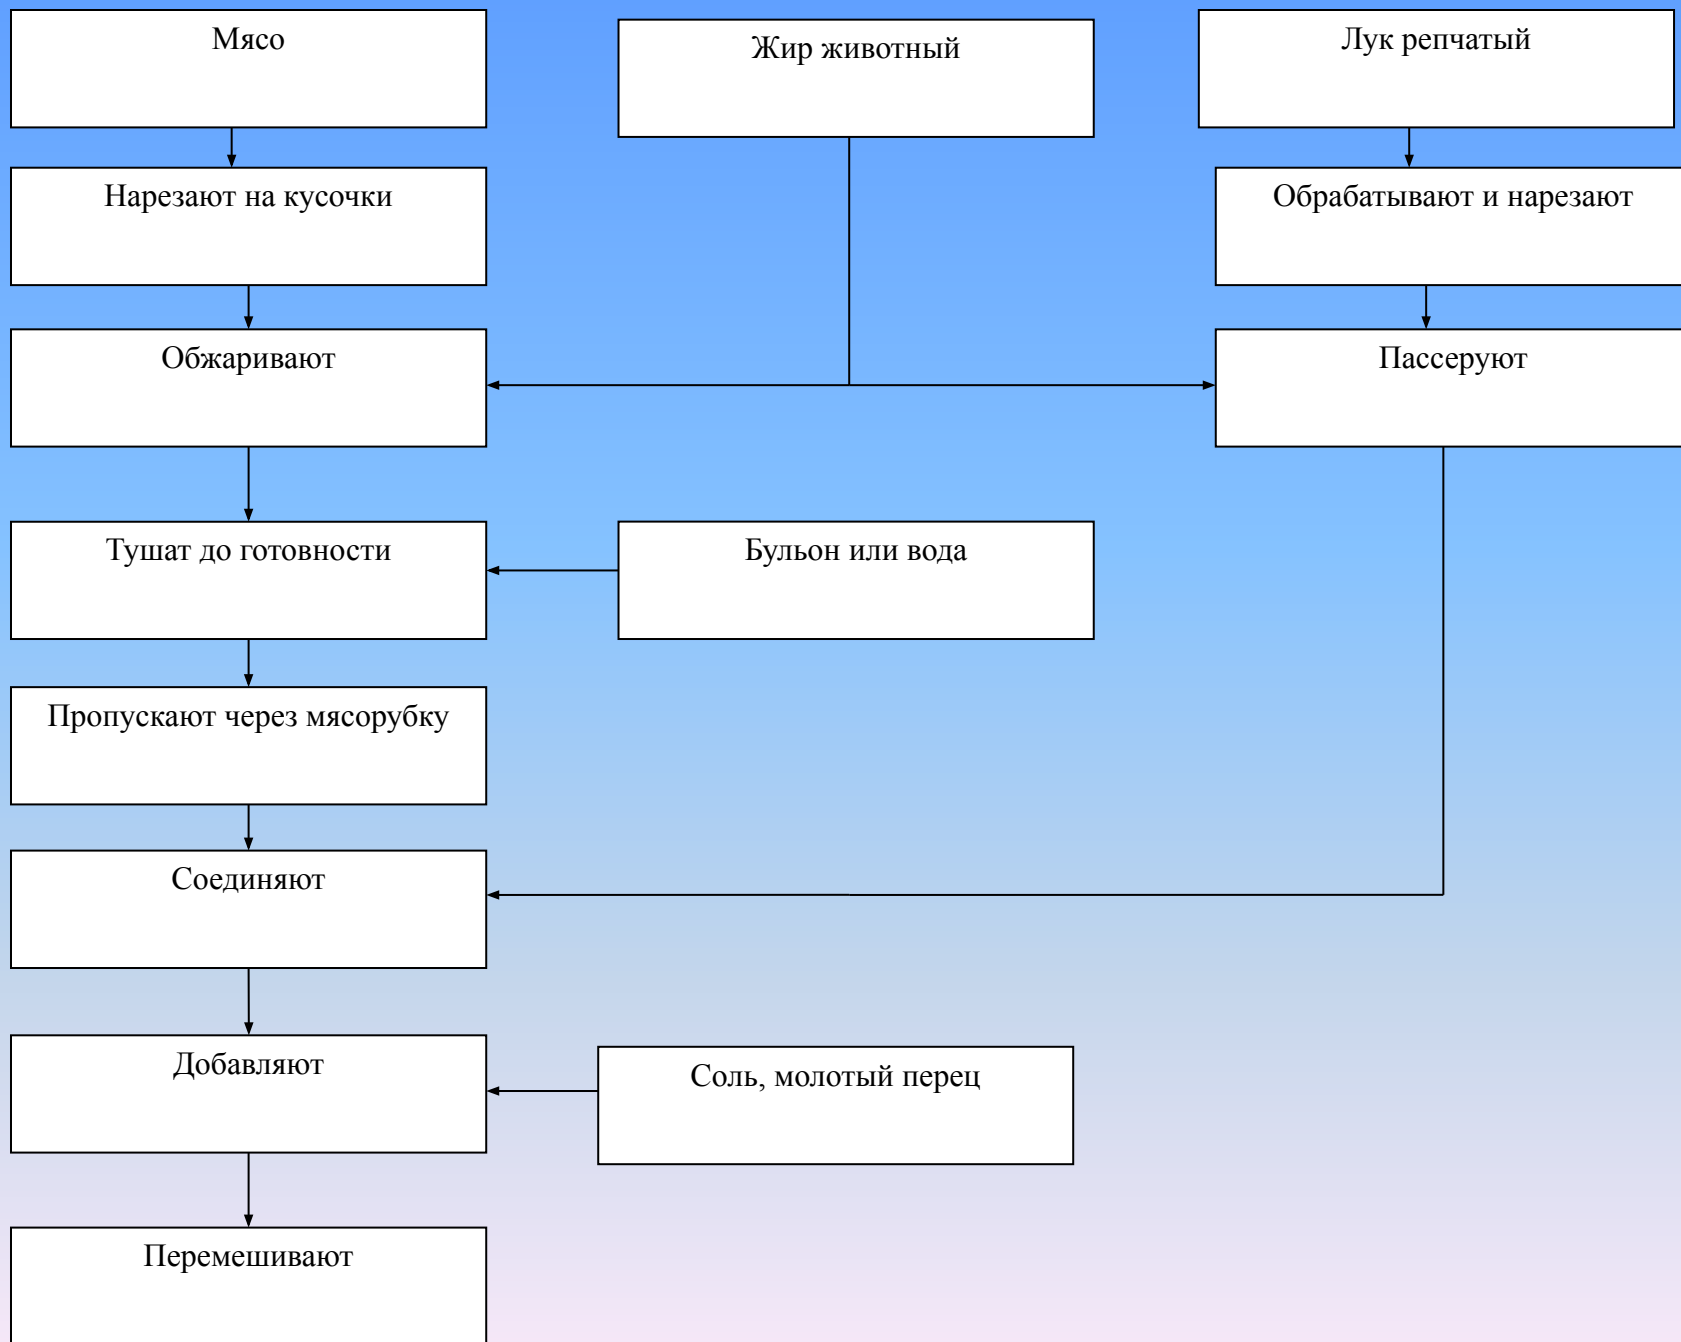 Мясо
Жир животный
Лук репчатый
Нарезают на кусочки
Обрабатывают и нарезают
Обжаривают
Пассеруют
Тушат до готовности
Бульон или вода
Пропускают через мясорубку
Соединяют
Добавляют
Соль, молотый перец
Перемешивают